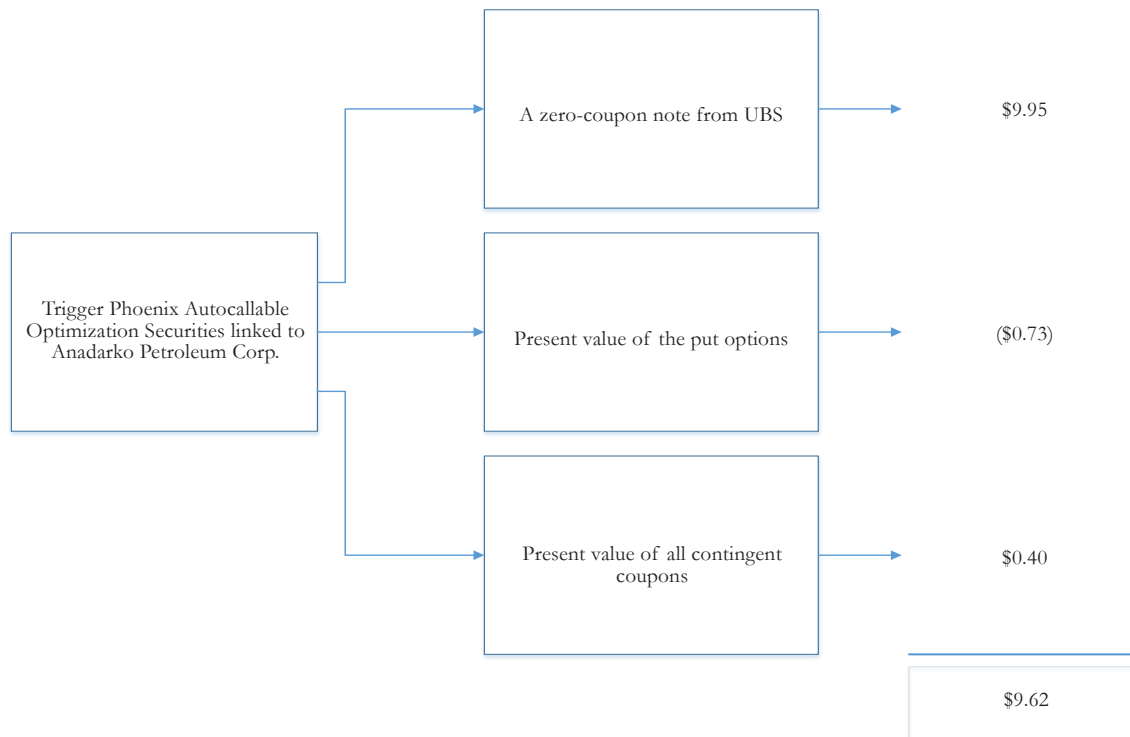 A zero-coupon note from UBS
$9.95
Trigger Phoenix Autocallable
Optimization Securities linked to
Anadarko Petroleum Corp.
Present value of the put options
($0.73)
Present value of all contingent
coupons
$0.40
$9.62